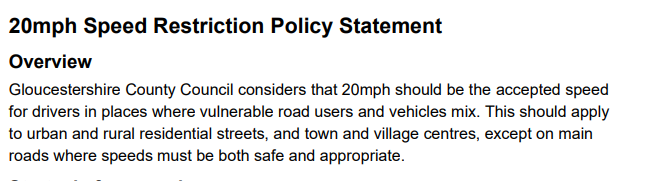 20mph Speed Restriction Policy Statement
Overview
Gloucestershire County Council considers that 20mph should be the accepted speed
for drivers in places where vulnerable road users and vehicles mix. This should apply
to urban and rural residential streets, and town and village centres, except on main
roads where speeds must be both safe and appropriate.